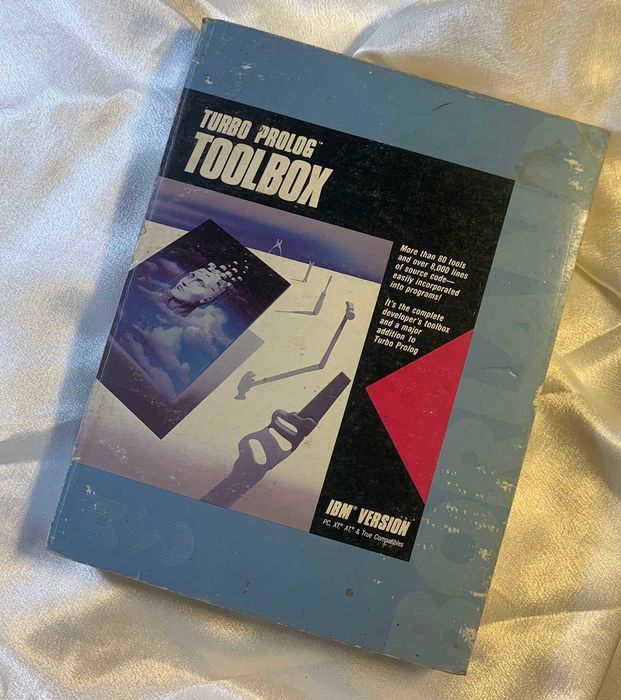 TURBO PROLOG™
TOOLBOX
More than 80 tools
and over 8,000 lines
of source code—
easily incorporated
into programs!
It's the complete
developer's toolbox
and a major
addition to
Turbo Prolog
IBM® VERSION
PC, XT,® AT,® & True Compatibles
BORLAND